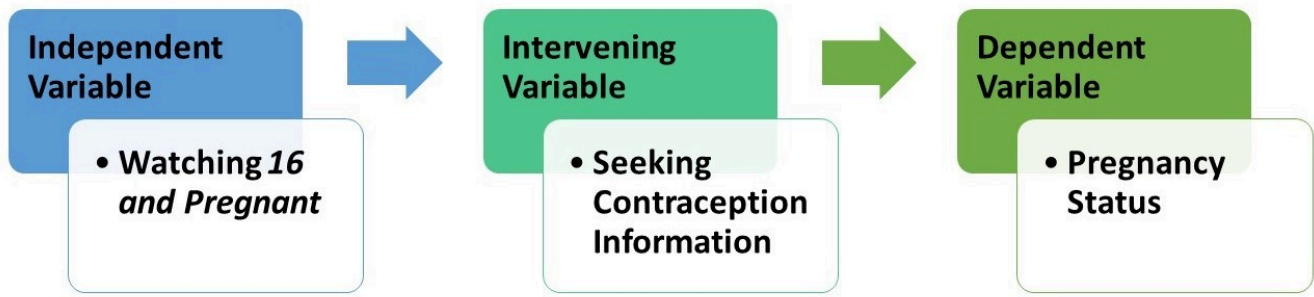 Independent
Variable
• Watching 16
and Pregnant
Intervening
Variable
• Seeking
Contraception
Information
Dependent
Variable
• Pregnancy
Status